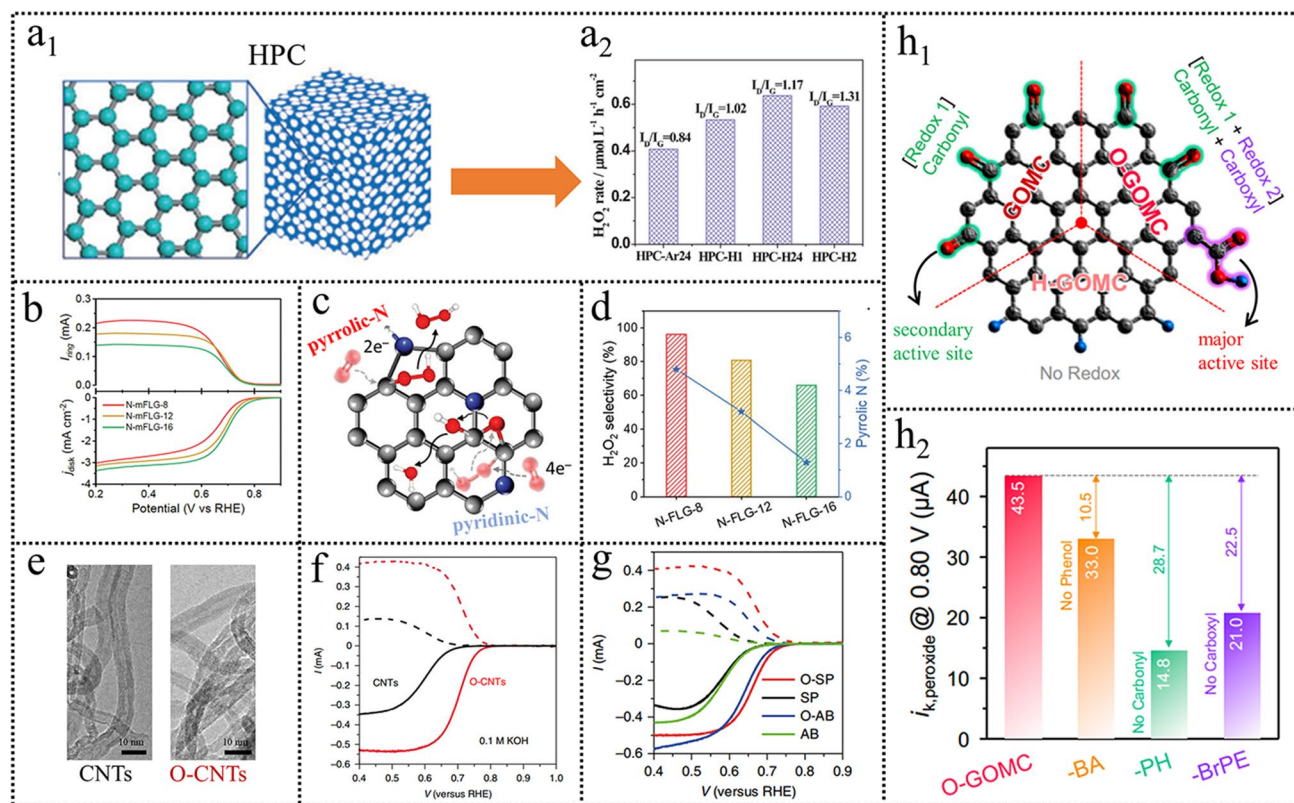 a1
HPC
a2
H2O2 rate / μmol L⁻¹ h⁻¹ cm⁻²
0.6
0.4
0.2
0.0
ID/IG=0.84
ID/IG=1.02
ID/IG=1.17
ID/IG=1.31
HPC-Ar24
HPC-H1
HPC-H24
HPC-H2
b
Iring (mA)
0.3
0.2
0.1
0.0
Jdisk (mA cm⁻²)
0
-1
-2
-3
-4
N-mFLG-8
N-mFLG-12
N-mFLG-16
0.2
0.4
0.6
0.8
Potential (V vs RHE)
c
pyrrolic-N
2e⁻
4e⁻
pyridinic-N
d
H2O2 selectivity (%)
100
80
60
40
20
0
Pyrolic N (%)
6
4
2
0
N-FLG-8
N-FLG-12
N-FLG-16
e
10 nm
10 nm
CNTs
O-CNTs
f
I (mA)
0.4
0.3
0.2
0.1
0
−0.1
−0.2
−0.3
−0.4
−0.5
−0.6
CNTs
O-CNTs
0.1 M KOH
0.4
0.5
0.6
0.7
0.8
0.9
1.0
V (versus RHE)
g
I (mA)
0.4
0.2
0.0
−0.2
−0.4
−0.6
O-SP
SP
O-AB
AB
0.4
0.5
0.6
0.7
0.8
0.9
V (versus RHE)
h1
[Redox 1]
Carbonyl
[Redox 1 + Redox 2]
Carbonyl + Carboxyl
GOMC
O-GOMC
H-GOMC
secondary
active site
major
active site
No Redox
h2
ik,peroxide @ 0.80 V (μA)
40
30
20
10
0
43.5
10.5
No Phenol
33.0
28.7
No Carbonyl
14.8
22.5
No Carboxyl
21.0
O-GOMC
-BA
-PH
-BrPE